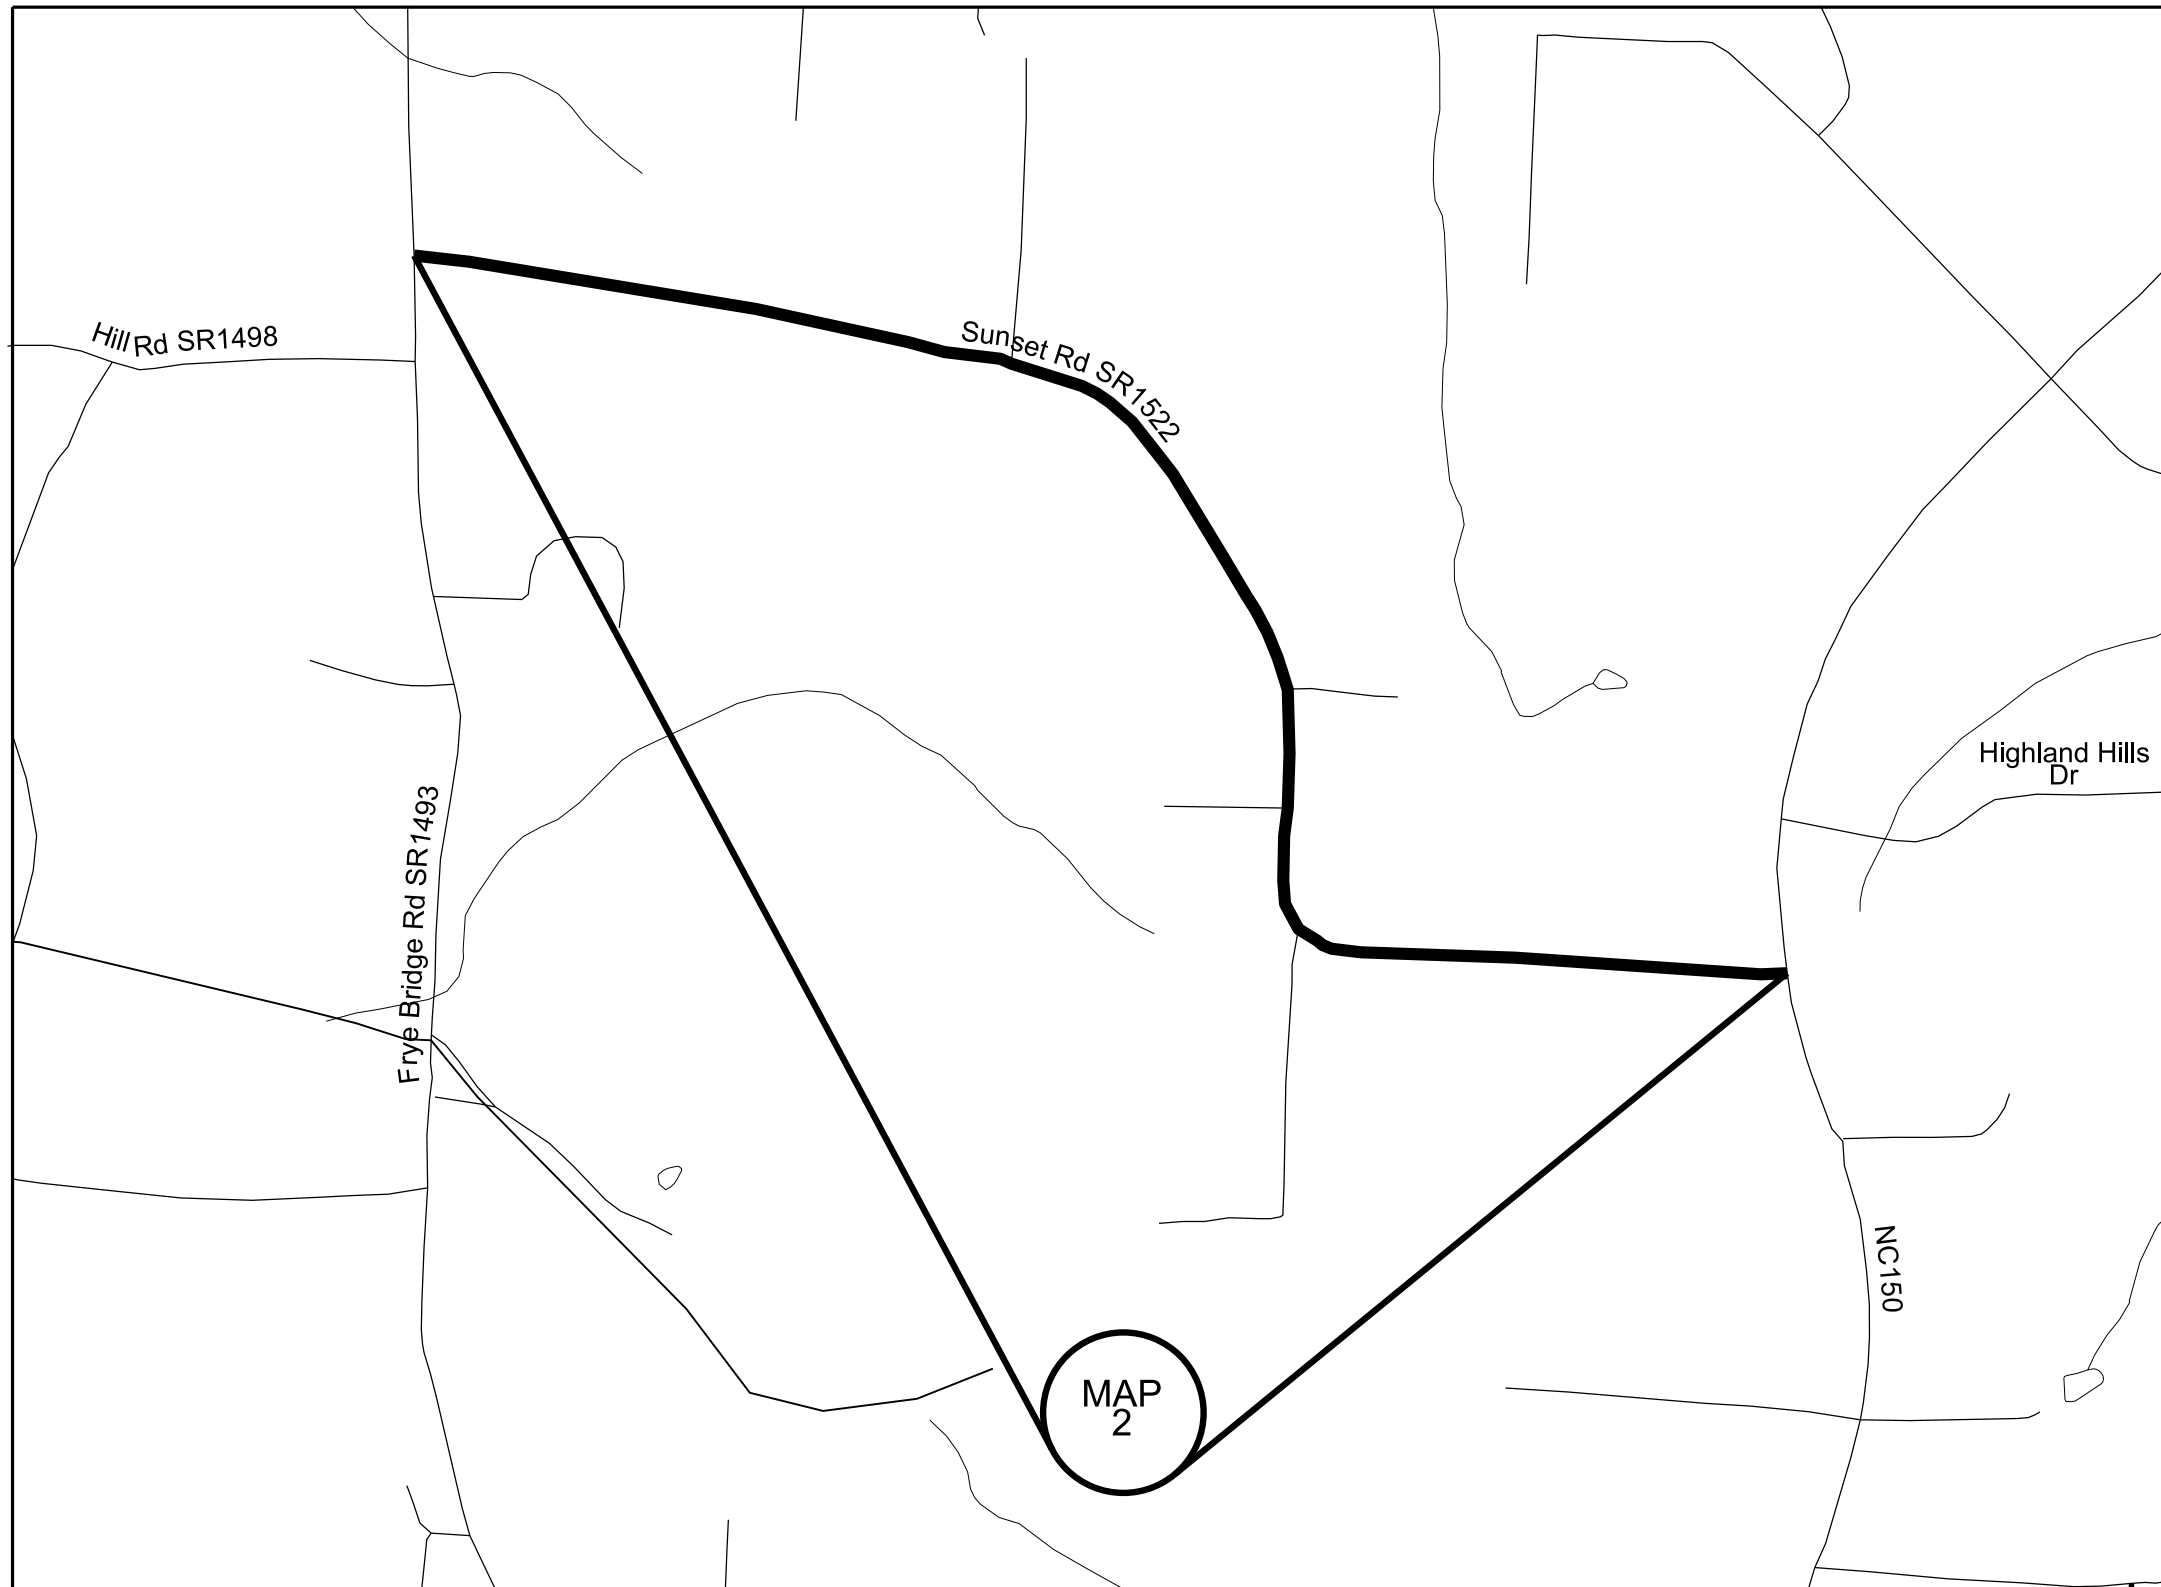 Hill Rd SR1498
Sunset Rd SR1522
Highland Hills
Dr
Frye Bridge Rd SR1493
NC150
MAP
2